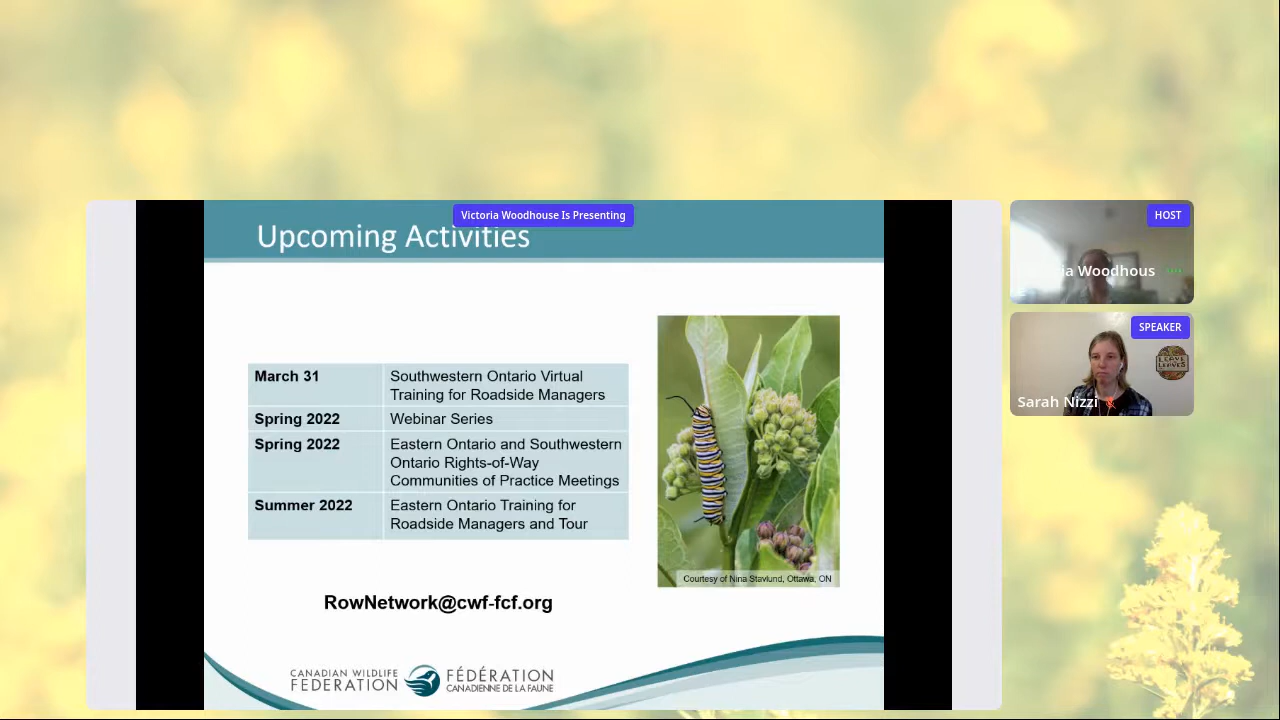 Victoria Woodhouse Is Presenting
Upcoming Activities
March 31
Southwestern Ontario Virtual
Training for Roadside Managers
Spring 2022
Webinar Series
Spring 2022
Eastern Ontario and Southwestern
Ontario Rights-of-Way
Communities of Practice Meetings
Summer 2022
Eastern Ontario Training for
Roadside Managers and Tour
Courtesy of Nina Stavlund, Ottawa, ON
RowNetwork@cwf-fcf.org
CANADIAN WILDLIFE
FEDERATION
FÉDÉRATION
CANADIENNE DE LA FAUNE
HOST
Woodhous
SPEAKER
LEAVE
LEAVES
Sarah Nizzi